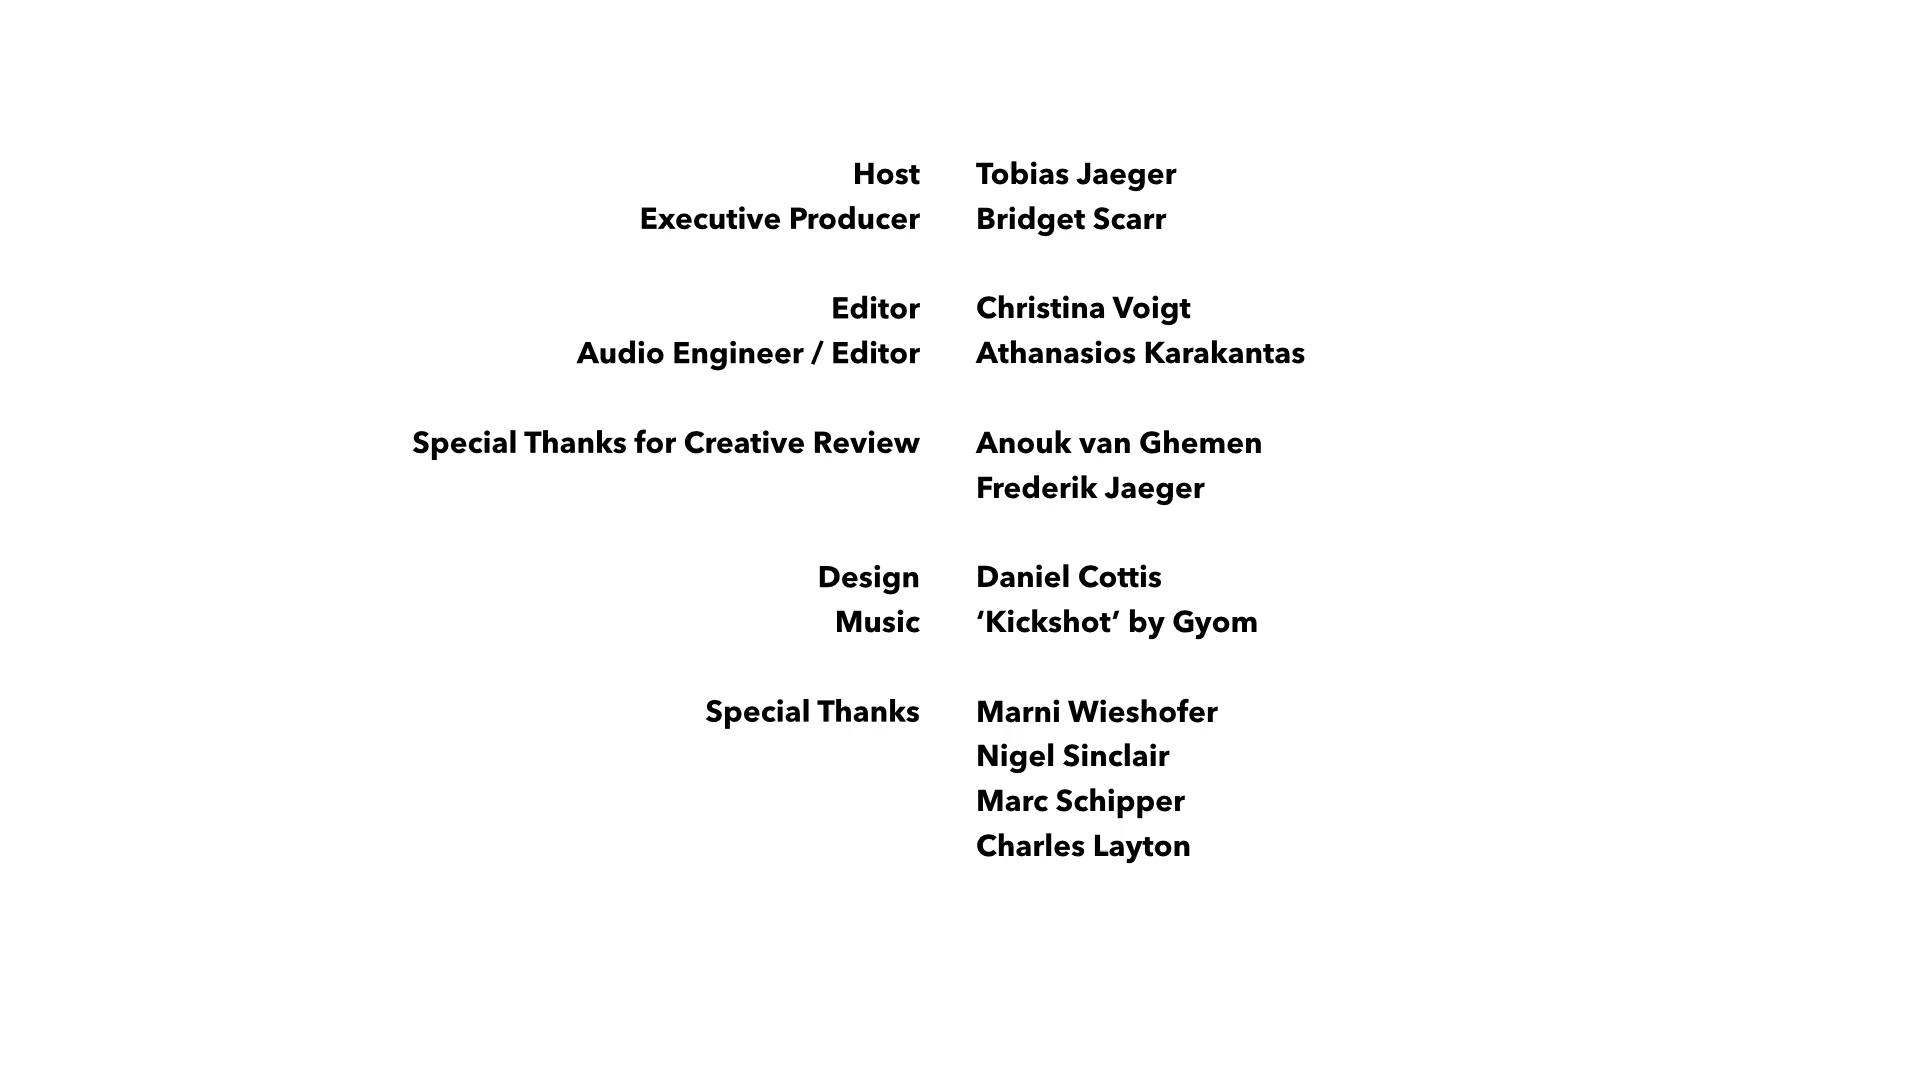 Host Tobias Jaeger
Executive Producer Bridget Scarr
Editor Christina Voigt
Audio Engineer / Editor Athanasios Karakantas
Special Thanks for Creative Review Anouk van Ghemen
Frederik Jaeger
Design Daniel Cottis
Music ‘Kickshot’ by Gyom
Special Thanks Marni Wieshofer
Nigel Sinclair
Marc Schipper
Charles Layton